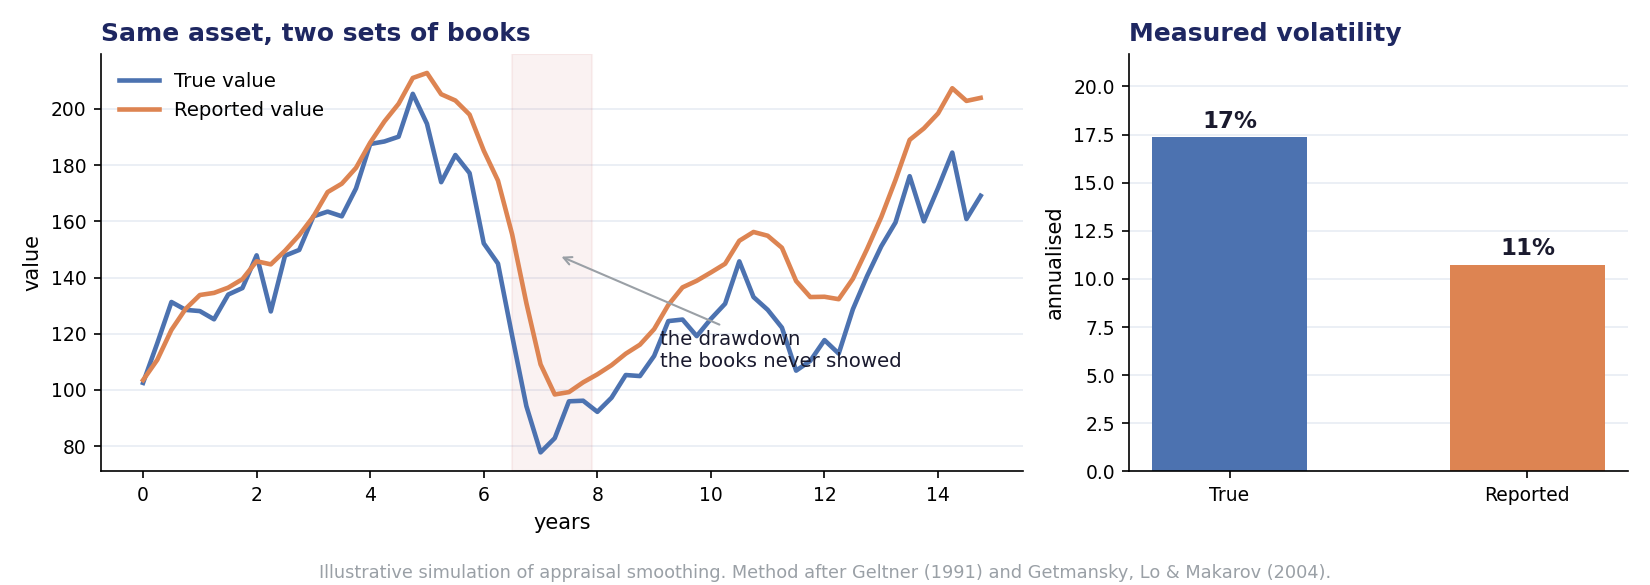 Same asset, two sets of books
True value
Reported value
value
200
180
160
140
120
100
80
the drawdown
the books never showed
0 2 4 6 8 10 12 14
years
Measured volatility
annualised
20.0
17.5
15.0
12.5
10.0
7.5
5.0
2.5
0.0
17%
11%
True Reported
Illustrative simulation of appraisal smoothing. Method after Geltner (1991) and Getmansky, Lo & Makarov (2004).